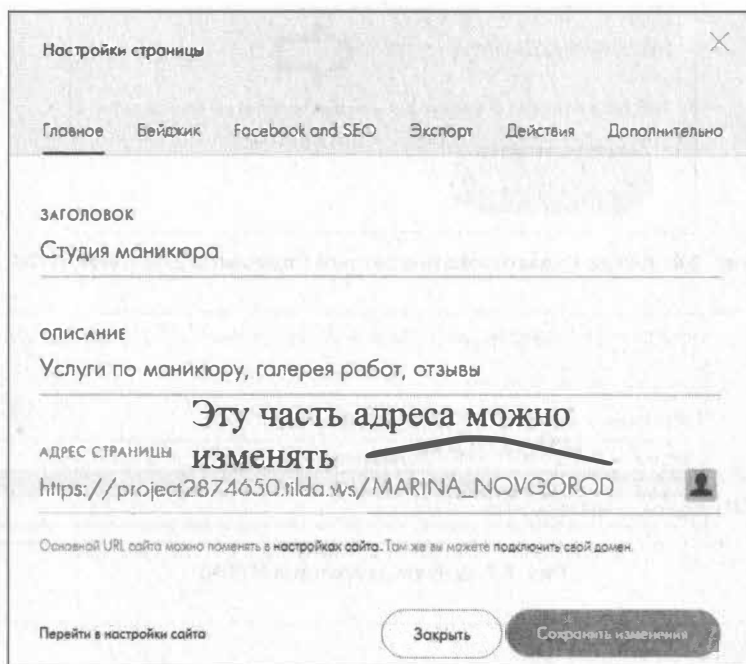 Настройки страницы
Главное Бейджик Facebook and SEO Экспорт Действия Дополнительно
ЗАГОЛОВОК
Студия маникюра
ОПИСАНИЕ
Услуги по маникюру, галерея работ, отзывы
Эту часть адреса можно
изменять
АДРЕС СТРАНИЦЫ
https://project2874650.tilda.ws/MARINA_NOVGOROD
Основной URL сайта можно поменять в настройках сайта. Там же вы можете подключить свой домен.
Перейти в настройки сайта Закрыть Сохранить изменения